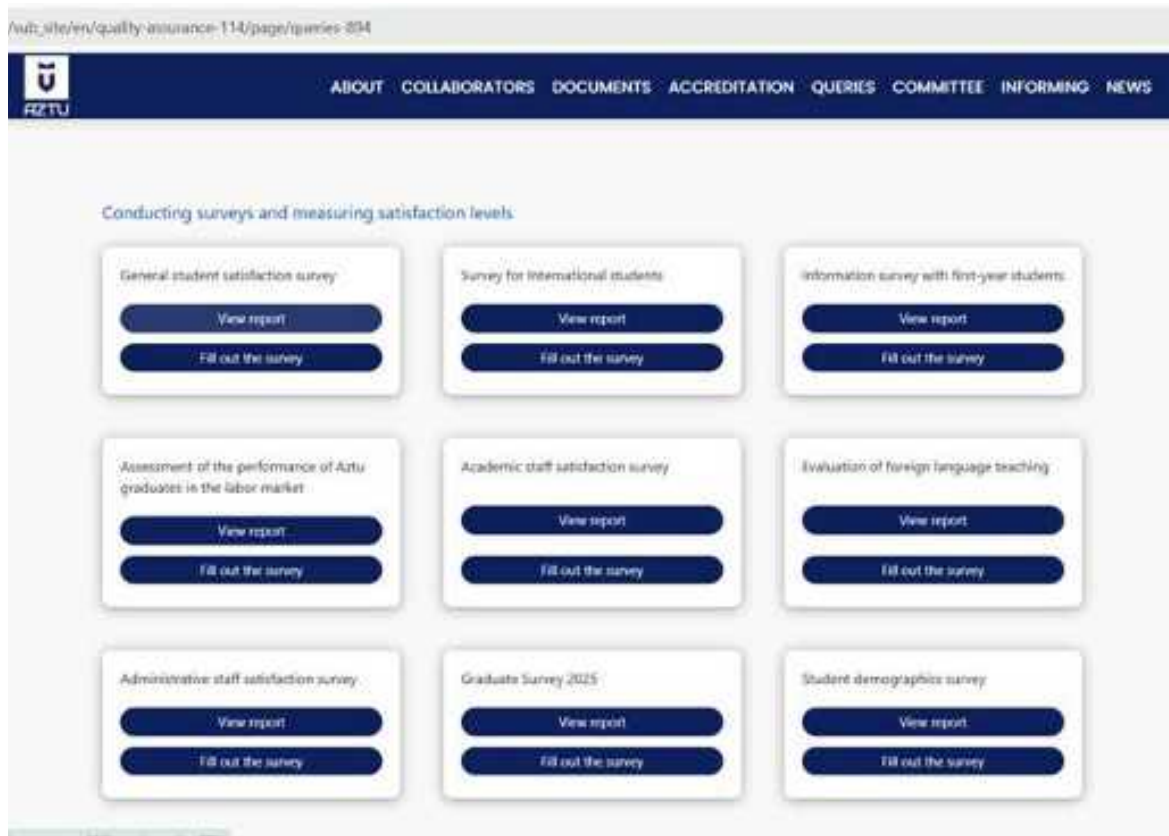 /sub_site/en/quality-assurance-114/page/queries-894
AZTU
ABOUT COLLABORATORS DOCUMENTS ACCREDITATION QUERIES COMMITTEE INFORMING NEWS
Conducting surveys and measuring satisfaction levels
General student satisfaction survey
View report
Fill out the survey
Survey for International students
View report
Fill out the survey
Information survey with first-year students
View report
Fill out the survey
Assessment of the performance of Aztu
graduates in the labor market
View report
Fill out the survey
Academic staff satisfaction survey
View report
Fill out the survey
Evaluation of foreign language teaching
View report
Fill out the survey
Administrative staff satisfaction survey
View report
Fill out the survey
Graduate Survey 2025
View report
Fill out the survey
Student demographics survey
View report
Fill out the survey